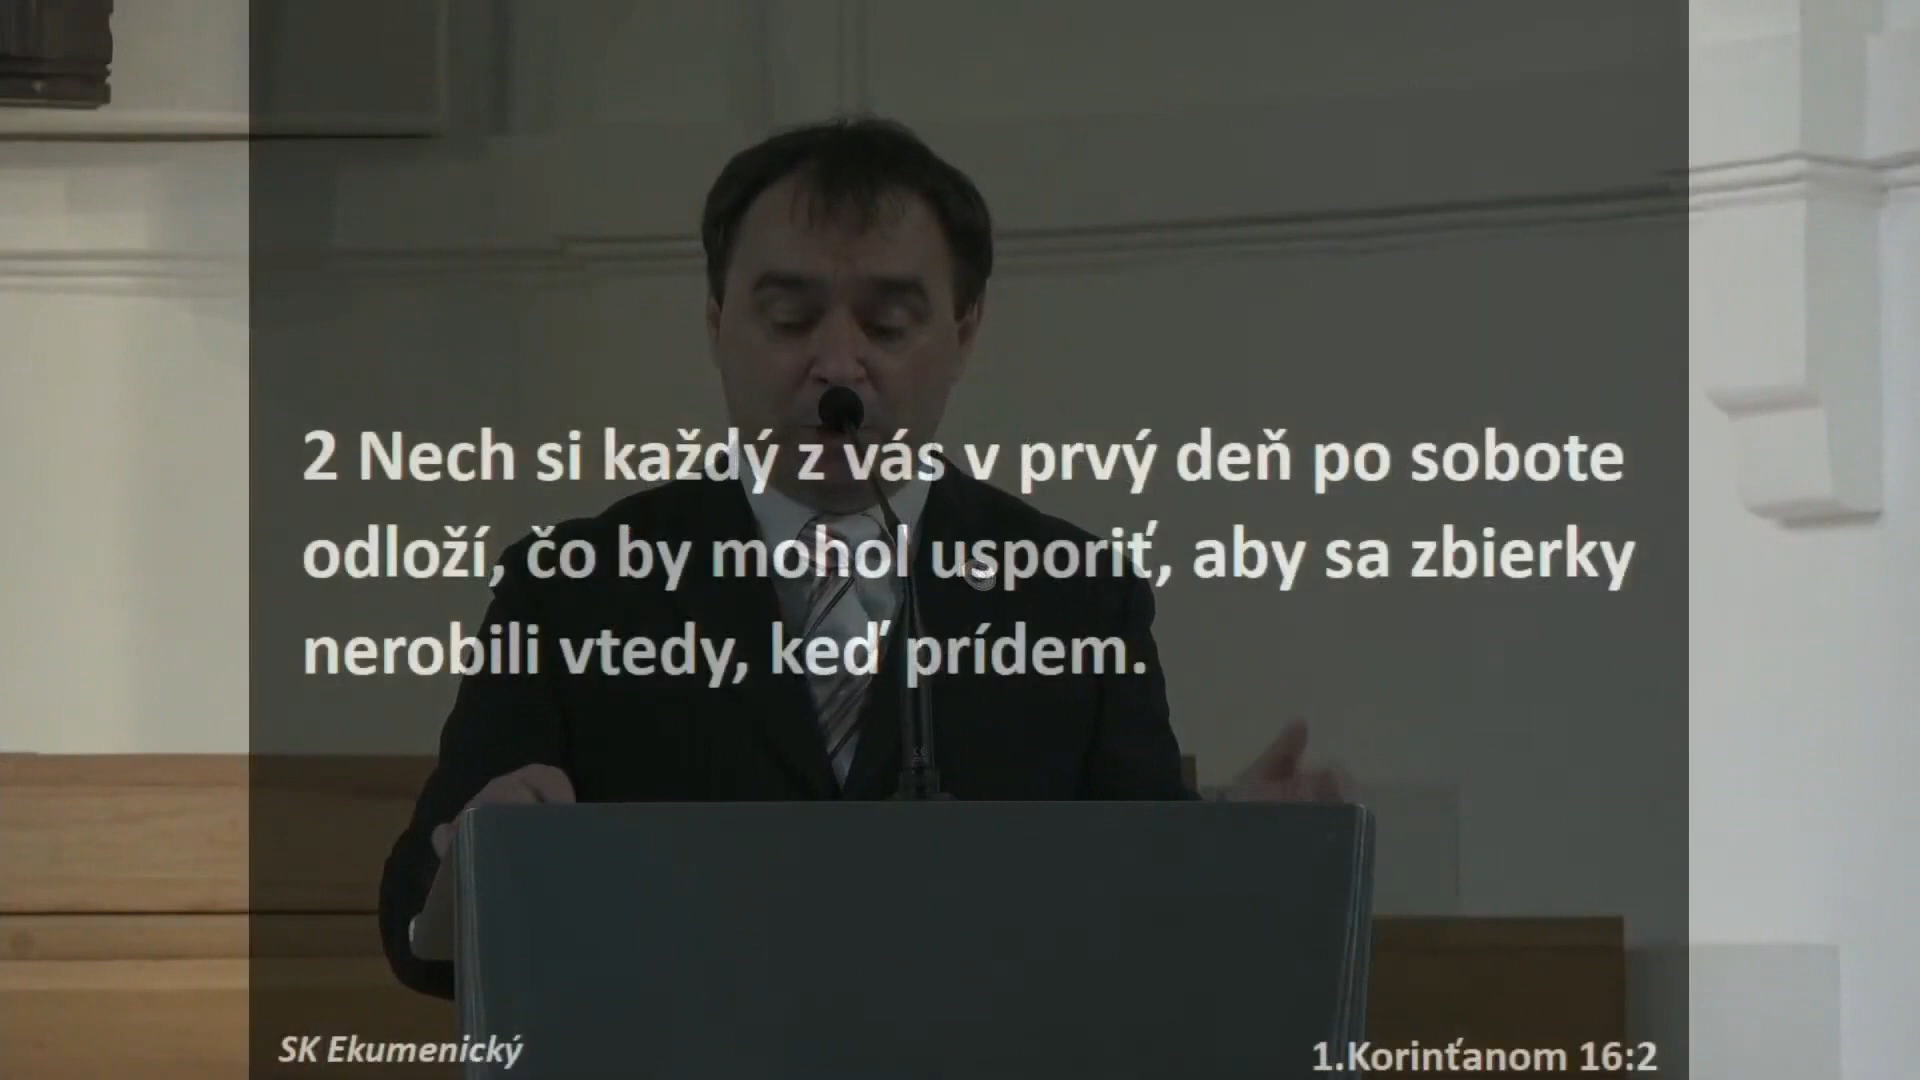 2 Nech si každý z vás v prvý deň po sobote
odloží, čo by mohol usporiť, aby sa zbierky
nerobili vtedy, keď prídem.
SK Ekumenický
1.Korinťanom 16:2